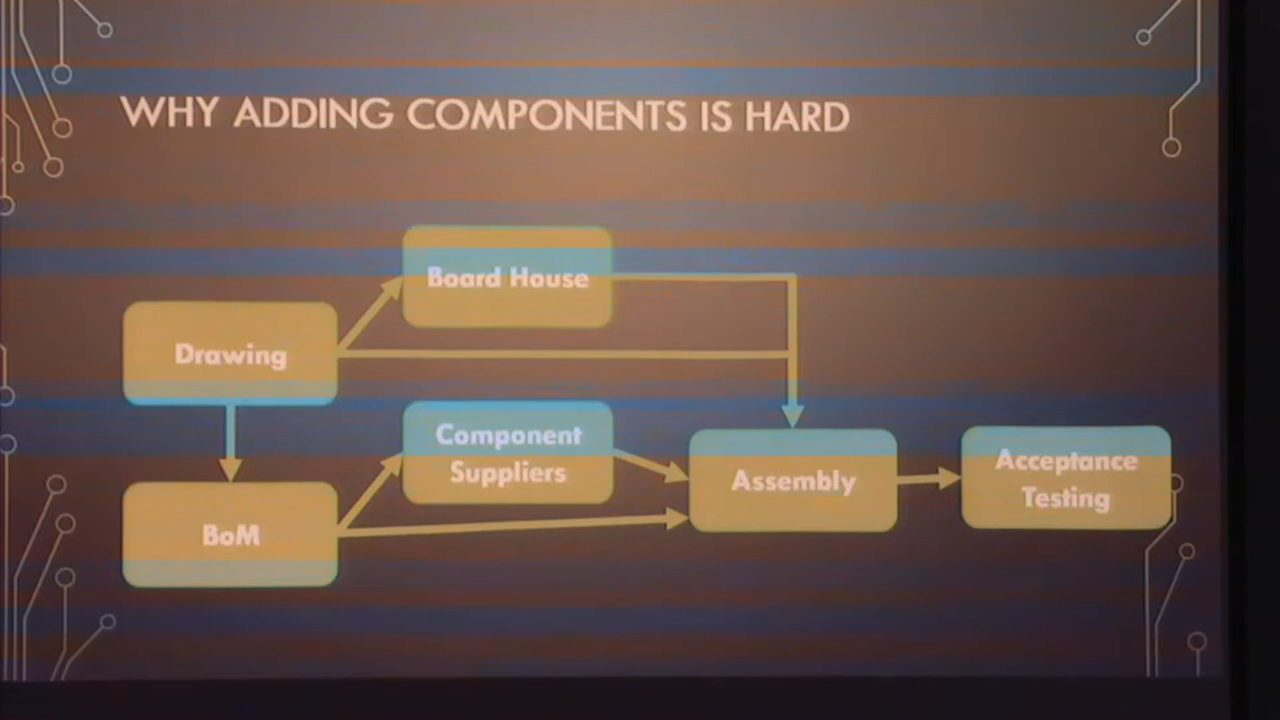 WHY ADDING COMPONENTS IS HARD
Board House
Drawing
Component
Suppliers
Assembly
Acceptance
Testing
BoM